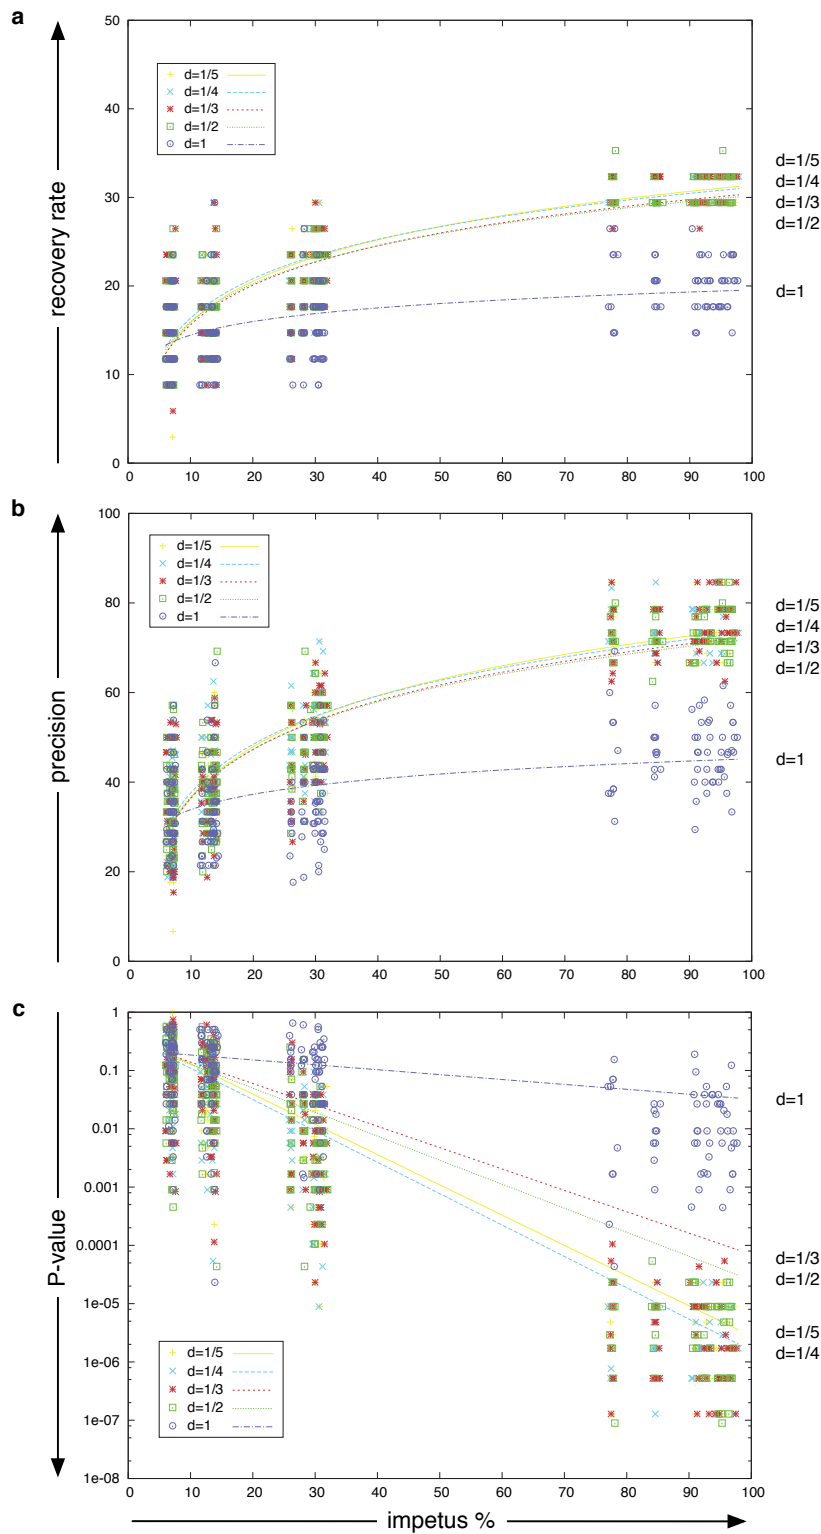 a
recovery rate
50
40
30
20
10
0
d=1/5
d=1/4
d=1/3
d=1/2
d=1
d=1/5
d=1/4
d=1/3
d=1/2
d=1
0 10 20 30 40 50 60 70 80 90 100
b
precision
100
80
60
40
20
0
d=1/5
d=1/4
d=1/3
d=1/2
d=1
d=1/5
d=1/4
d=1/3
d=1/2
d=1
0 10 20 30 40 50 60 70 80 90 100
c
P-value
1
0.1
0.01
0.001
0.0001
1e-05
1e-06
1e-07
1e-08
d=1
d=1/3
d=1/2
d=1/5
d=1/4
d=1/5
d=1/4
d=1/3
d=1/2
d=1
0 10 20 30 40 50 60 70 80 90 100
impetus %